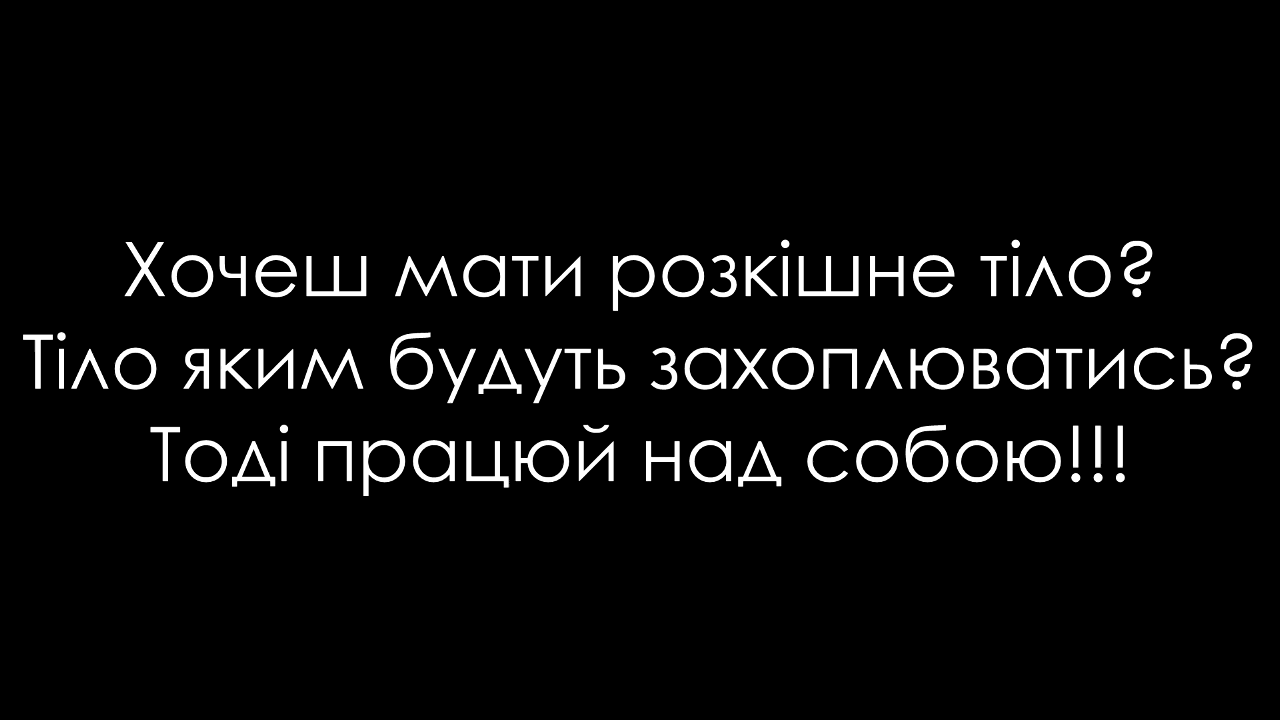 Хочеш мати розкішне тіло?
Тіло яким будуть захоплюватись?
Тоді працюй над собою!!!